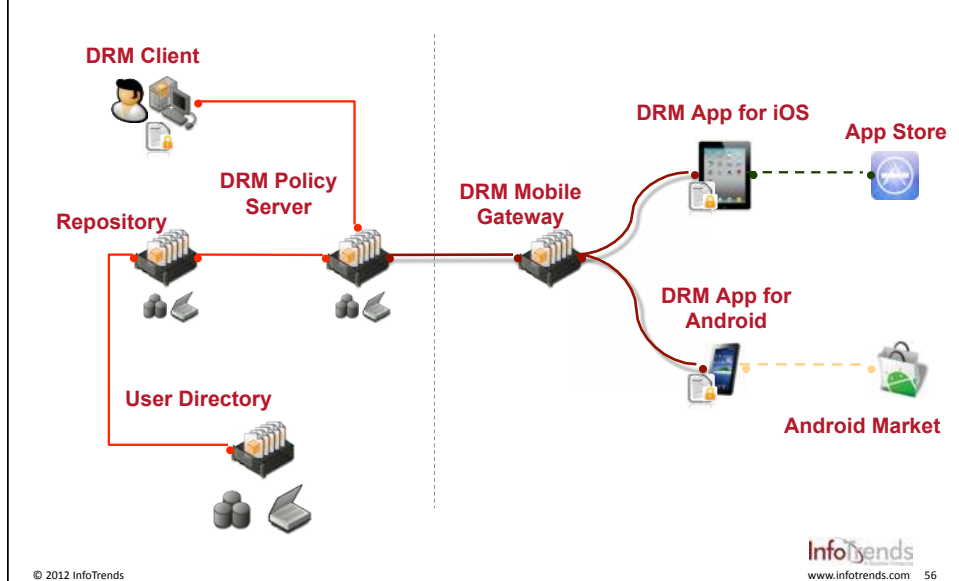 DRM Client
DRM App for iOS
App Store
DRM Policy
Server
DRM Mobile
Gateway
Repository
DRM App for
Android
User Directory
Android Market
InfoTrends
© 2012 InfoTrends
www.infotrends.com 56